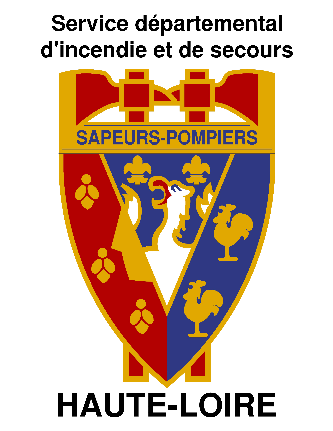 Service départemental
d'incendie et de secours
SAPEURS-POMPIERS
HAUTE-LOIRE